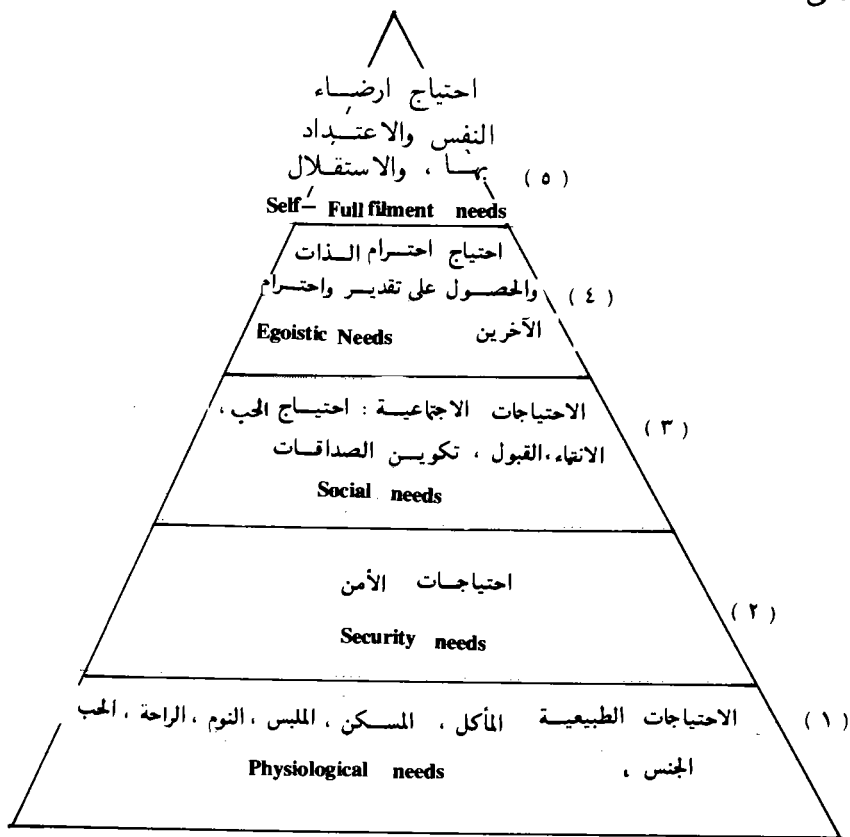 احتياج ارضاء
النفس والاعتداد
بها ، والاستقلال ( ٥ )
Self- Fullfilment needs
احتياج احترام الذات
والحصول على تقدير واحترام ( ٤ )
الآخرين Egoistic Needs
الاحتياجات الاجتماعية : احتياج الحب ،
( ٣ )
الانتماء ، القبول ، تكوين الصداقات
Social needs
احتياجات الأمن
( ٢ )
Security needs
الاحتياجات الطبيعية المأكل ، المسكن ، الملبس ، النوم ، الراحة ، الحب ( ١ )
الجنس ، Physiological needs